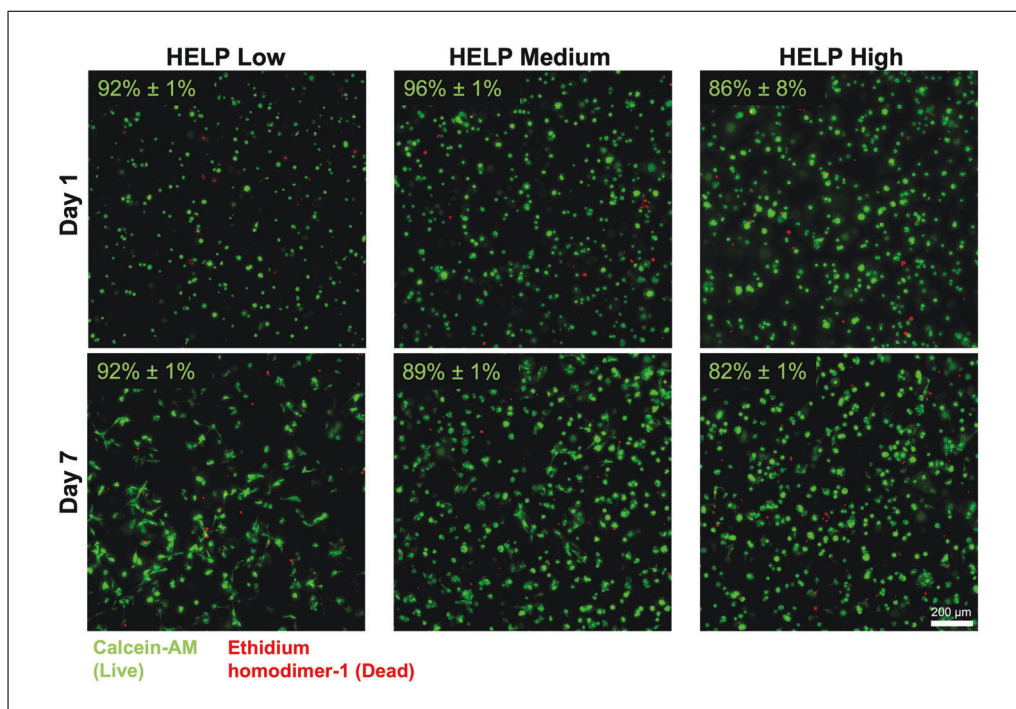 HELP Low
HELP Medium
HELP High
Day 1
92% ± 1%
96% ± 1%
86% ± 8%
Day 7
92% ± 1%
89% ± 1%
82% ± 1%
200 µm
Calcein-AM
(Live)
Ethidium
homodimer-1 (Dead)